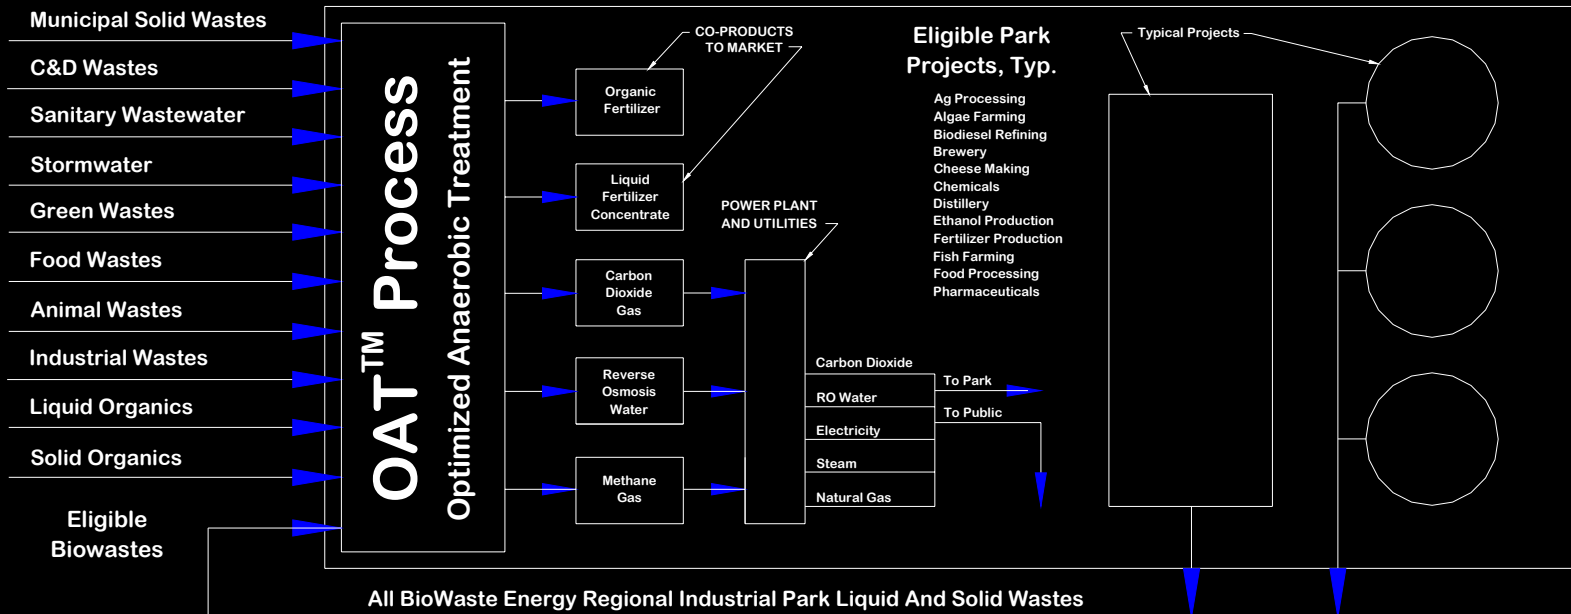 Municipal Solid Wastes
C&D Wastes
Sanitary Wastewater
Stormwater
Green Wastes
Food Wastes
Animal Wastes
Industrial Wastes
Liquid Organics
Solid Organics
Eligible
Biowastes
OAT™ Process
Optimized Anaerobic Treatment
CO-PRODUCTS
TO MARKET
Organic
Fertilizer
Liquid
Fertilizer
Concentrate
Carbon
Dioxide
Gas
Reverse
Osmosis
Water
Methane
Gas
POWER PLANT
AND UTILITIES
Carbon Dioxide
RO Water
Electricity
Steam
Natural Gas
To Park
To Public
Eligible Park
Projects, Typ.
Ag Processing
Algae Farming
Biodiesel Refining
Brewery
Cheese Making
Chemicals
Distillery
Ethanol Production
Fertilizer Production
Fish Farming
Food Processing
Pharmaceuticals
Typical Projects
All BioWaste Energy Regional Industrial Park Liquid And Solid Wastes